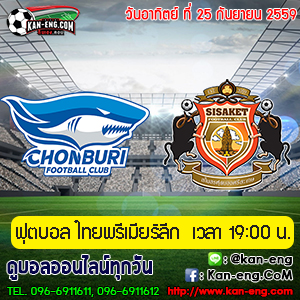 KAN-ENG.COM
วันอาทิตย์ ที่ 25 กันยายน 2559
CHONBURI
FOOTBALL CLUB
SISAKET
FOOTBALL CLUB
ฟุตบอล ไทยพรีเมียร์ลีก เวลา 19:00 น.
ดูบอลออนไลน์ทุกวัน
: @kan-eng
: Kan-Eng.CoM
TEL. 096-6911611, 096-6911612
http://www.kan-eng.com